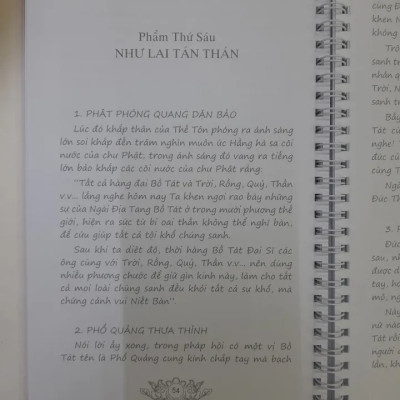 Phẩm Thứ Sáu
NHƯ LAI TÁN THÁN
1. PHẬT PHÓNG QUANG DẶN BẢO
Lúc đó khắp thân của Thế Tôn phóng ra ánh sáng
lớn soi khắp đến trăm nghìn muôn ức Hằng hà sa cõi
nước của chư Phật; trong ánh sáng đó vang ra tiếng
lớn bảo khắp các cõi nước của chư Phật rằng:
"Tất cả hàng đại Bồ Tát và Trời, Rồng, Quỷ, Thần
v.v... lắng nghe hôm nay Ta khen ngợi rao bày những
sự của Ngài Địa Tạng Bồ Tát ở trong mười phương thế
giới, hiện ra sức từ bi oai thần không thể nghĩ bàn,
để cứu giúp tất cả tội khổ chúng sanh.
Sau khi ta diệt độ, thời hàng Bồ Tát Đại Sĩ các
ông cùng với Trời, Rồng, Quỷ, Thần v.v... nên dùng
nhiều phương chước để giữ gìn kinh này, làm cho tất
cả mọi loài chúng sanh đều khỏi tất cả sự khổ, mà
chứng cảnh vui Niết Bàn".
2. PHỔ QUẢNG THƯA THỈNH
Nói lời ấy xong, trong pháp hội có một vị Bồ
Tát tên là Phổ Quảng cung kính chắp tay mà bạch
54